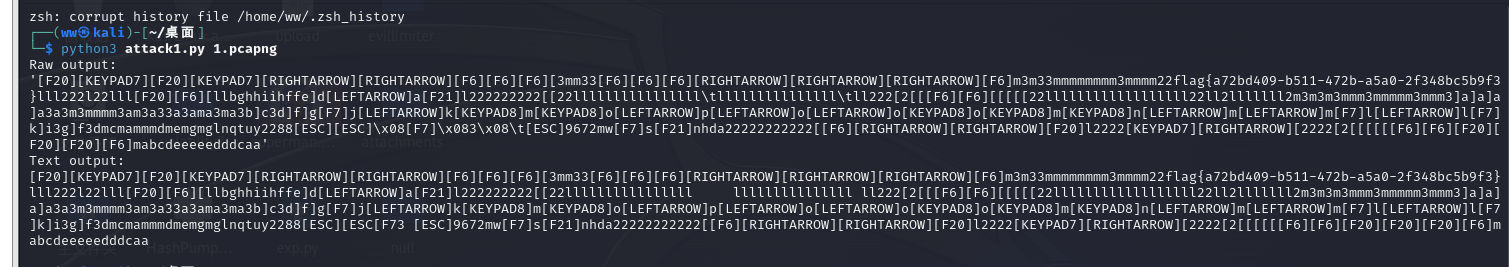 zsh: corrupt history file /home/ww/.zsh_history
┌──(ww㉿kali)-[~/桌面]
└─$ python3 attack1.py 1.pcapng
Raw output:
'[F20][KEYPAD7][F20][KEYPAD7][RIGHTARROW][RIGHTARROW][F6][F6][F6][3mm33[F6][F6][F6][RIGHTARROW][RIGHTARROW][RIGHTARROW][F6]m3m33mmmmmmmm3mmmm22flag{a72bd409-b511-472b-a5a0-2f348bc5b9f3
}lll222l22lll[F20][F6][llbghhiihffe]d[LEFTARROW]a[F21]l222222222[[22llllllllllllllll\tlllllllllllllll\tll222[2[[[F6][F6][[[[[22llllllllllllllllll22ll2lllllll2m3m3m3mmm3mmmmm3mmm3]a]a]a
]a3a3m3mmmm3am3a33a3ama3ma3b]c3d]f]g[F7]j[LEFTARROW]k[KEYPAD8]m[KEYPAD8]o[LEFTARROW]p[LEFTARROW]o[LEFTARROW]o[KEYPAD8]o[KEYPAD8]m[KEYPAD8]n[LEFTARROW]m[LEFTARROW]m[F7]l[LEFTARROW]l[F7]
k]i3g]f3dmcmammmdmemgmglnqtuy2288[ESC][ESC]\x08[F7]\x083\x08\t[ESC]9672mw[F7]s[F21]nhda22222222222[[F6][RIGHTARROW][RIGHTARROW][F20]l2222[KEYPAD7][RIGHTARROW][2222[2[[[[[[F6][F6][F20][
F20][F20][F6]mabcdeeeeedddcaa'
Text output:
[F20][KEYPAD7][F20][KEYPAD7][RIGHTARROW][RIGHTARROW][F6][F6][F6][3mm33[F6][F6][F6][RIGHTARROW][RIGHTARROW][RIGHTARROW][F6]m3m33mmmmmmmm3mmmm22flag{a72bd409-b511-472b-a5a0-2f348bc5b9f3}
lll222l22lll[F20][F6][llbghhiihffe]d[LEFTARROW]a[F21]l222222222[[22llllllllllllllll     lllllllllllllll ll222[2[[[F6][F6][[[[[22llllllllllllllllll22ll2lllllll2m3m3m3mmm3mmmmm3mmm3]a]a]
a]a3a3m3mmmm3am3a33a3ama3ma3b]c3d]f]g[F7]j[LEFTARROW]k[KEYPAD8]m[KEYPAD8]o[LEFTARROW]p[LEFTARROW]o[LEFTARROW]o[KEYPAD8]o[KEYPAD8]m[KEYPAD8]n[LEFTARROW]m[LEFTARROW]m[F7]l[LEFTARROW]l[F7
]k]i3g]f3dmcmammmdmemgmglnqtuy2288[ESC][ESC[F73 [ESC]9672mw[F7]s[F21]nhda22222222222[[F6][RIGHTARROW][RIGHTARROW][F20]l2222[KEYPAD7][RIGHTARROW][2222[2[[[[[[F6][F6][F20][F20][F20][F6]m
abcdeeeeedddcaa